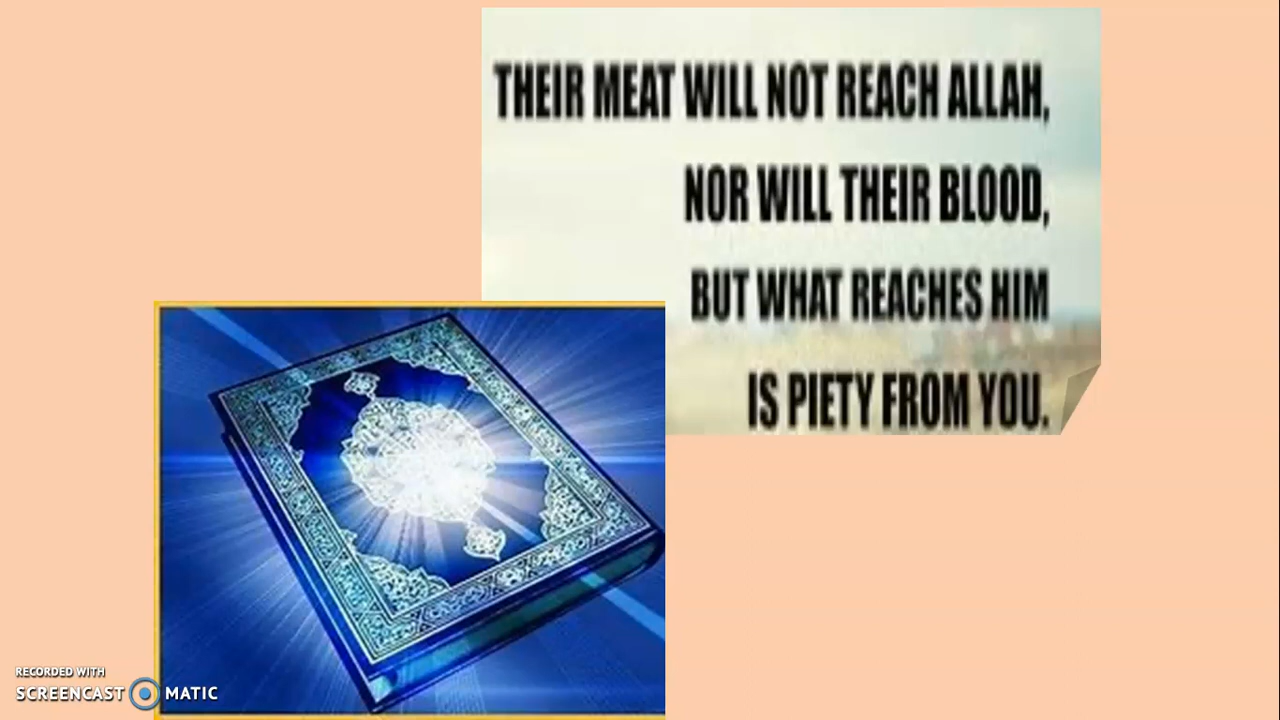 THEIR MEAT WILL NOT REACH ALLAH,
NOR WILL THEIR BLOOD,
BUT WHAT REACHES HIM
IS PIETY FROM YOU.
RECORDED WITH
SCREENCAST MATIC